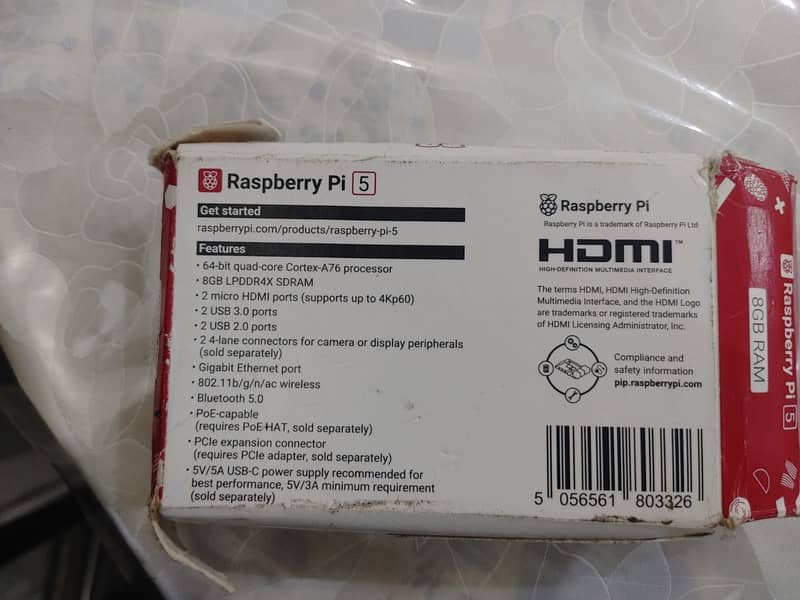 Raspberry Pi 5
Get started
raspberrypi.com/products/raspberry-pi-5
Features
• 64-bit quad-core Cortex-A76 processor
• 8GB LPDDR4X SDRAM
• 2 micro HDMI ports (supports up to 4Kp60)
• 2 USB 3.0 ports
• 2 USB 2.0 ports
• 2 4-lane connectors for camera or display peripherals
(sold separately)
• Gigabit Ethernet port
• 802.11b/g/n/ac wireless
• Bluetooth 5.0
• PoE-capable
(requires PoE HAT, sold separately)
• PCIe expansion connector
(requires PCIe adapter, sold separately)
• 5V/5A USB-C power supply recommended for
best performance, 5V/3A minimum requirement
(sold separately)
Raspberry Pi
Raspberry Pi is a trademark of Raspberry Pi Ltd
HDMI™
HIGH-DEFINITION MULTIMEDIA INTERFACE
The terms HDMI, HDMI High-Definition
Multimedia Interface, and the HDMI Logo
are trademarks or registered trademarks
of HDMI Licensing Administrator, Inc.
Compliance and
safety information
pip.raspberrypi.com
5 056561 803326
Raspberry Pi 5
8GB RAM